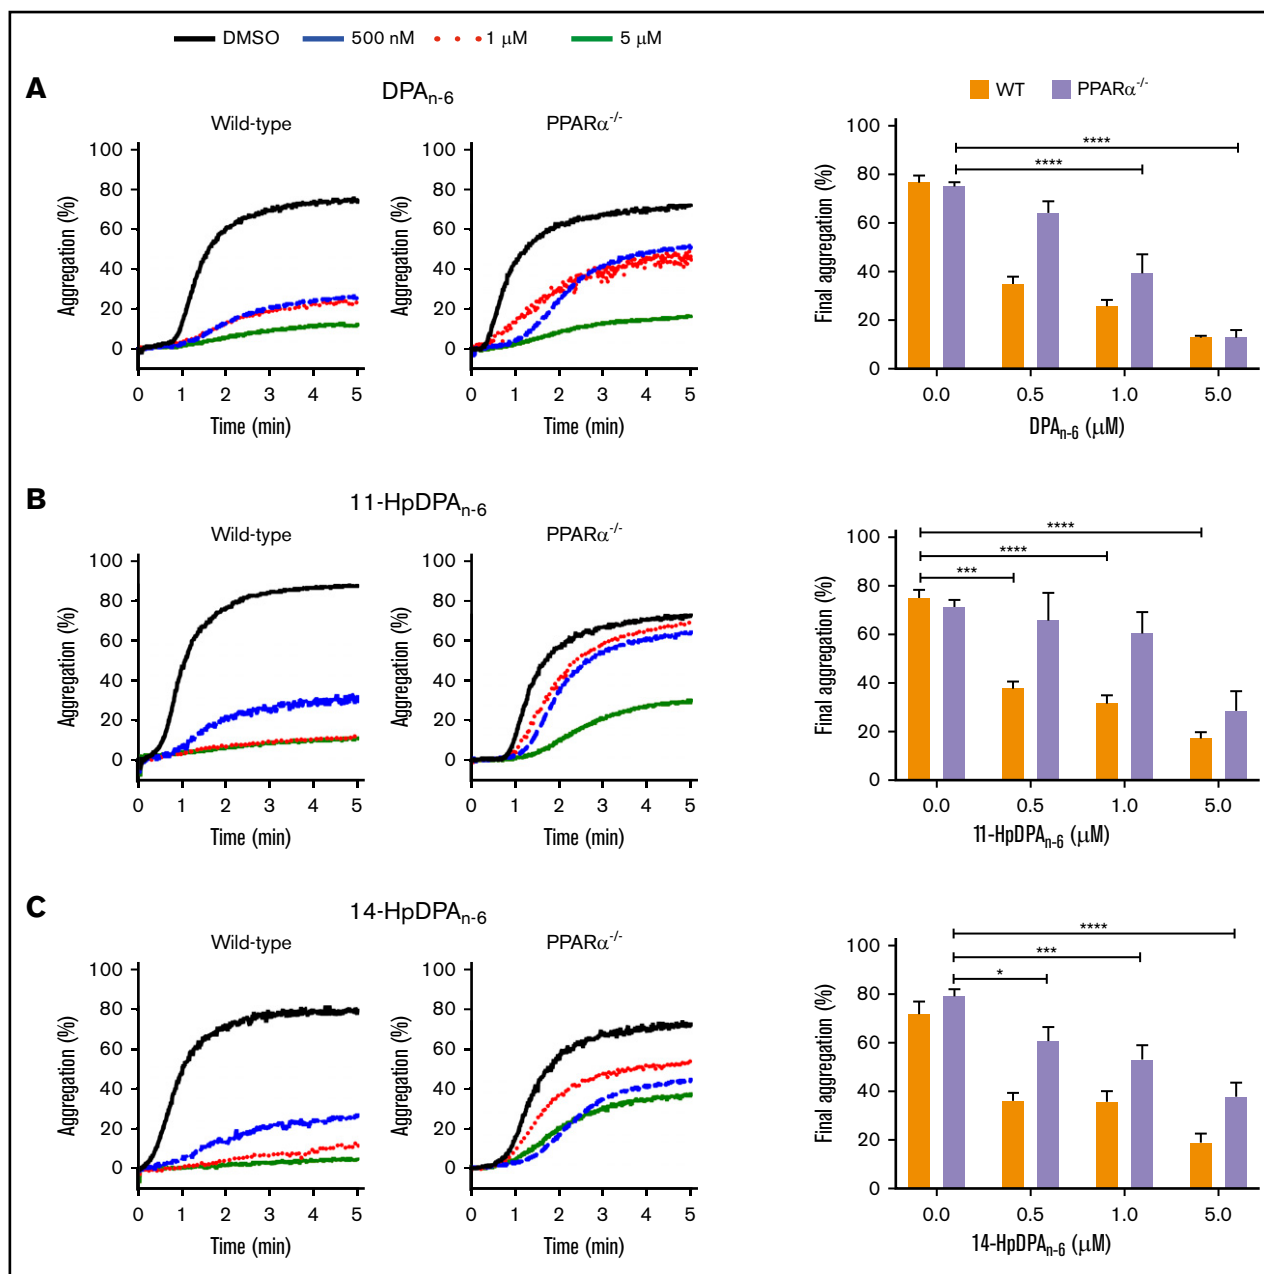 DMSO 500 nM 1 μM 5 μM
A
DPAn-6
WT PPARα-/-
Wild-type
PPARα-/-
Aggregation (%)
100
80
60
40
20
0
0 1 2 3 4 5
Time (min)
Aggregation (%)
100
80
60
40
20
0
0 1 2 3 4 5
Time (min)
Final aggregation (%)
100
80
60
40
20
0
****
****
0.0 0.5 1.0 5.0
DPAn-6 (μM)
B
11-HpDPAn-6
Wild-type
PPARα-/-
Aggregation (%)
100
80
60
40
20
0
0 1 2 3 4 5
Time (min)
Aggregation (%)
100
80
60
40
20
0
0 1 2 3 4 5
Time (min)
Final aggregation (%)
100
80
60
40
20
0
****
****
***
0.0 0.5 1.0 5.0
11-HpDPAn-6 (μM)
C
14-HpDPAn-6
Wild-type
PPARα-/-
Aggregation (%)
100
80
60
40
20
0
0 1 2 3 4 5
Time (min)
Aggregation (%)
100
80
60
40
20
0
0 1 2 3 4 5
Time (min)
Final aggregation (%)
100
80
60
40
20
0
****
***
*
0.0 0.5 1.0 5.0
14-HpDPAn-6 (μM)